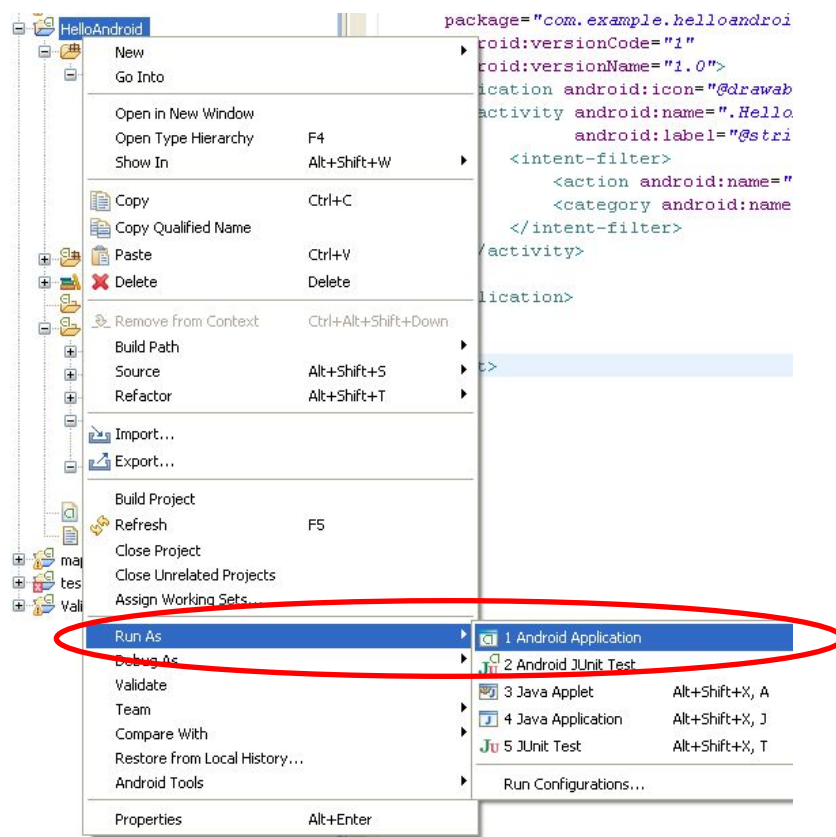 HelloAndroid
New
Go Into
Open in New Window
Open Type Hierarchy F4
Show In Alt+Shift+W
Copy Ctrl+C
Copy Qualified Name
Paste Ctrl+V
Delete Delete
Remove from Context Ctrl+Alt+Shift+Down
Build Path
Source Alt+Shift+S
Refactor Alt+Shift+T
Import...
Export...
Build Project
Refresh F5
Close Project
Close Unrelated Projects
Assign Working Sets...
Run As
Debug As
Validate
Team
Compare With
Restore from Local History...
Android Tools
Properties Alt+Enter
1 Android Application
2 Android JUnit Test
3 Java Applet Alt+Shift+X, A
4 Java Application Alt+Shift+X, J
5 JUnit Test Alt+Shift+X, T
Run Configurations...
package="com.example.helloandroi
roid:versionCode="1"
roid:versionName="1.0">
ication android:icon="@drawab
activity android:name=".Hello
android:label="@stri
<intent-filter>
<action android:name="
<category android:name
</intent-filter>
/activity>
lication>
t>
map
tes
Vali